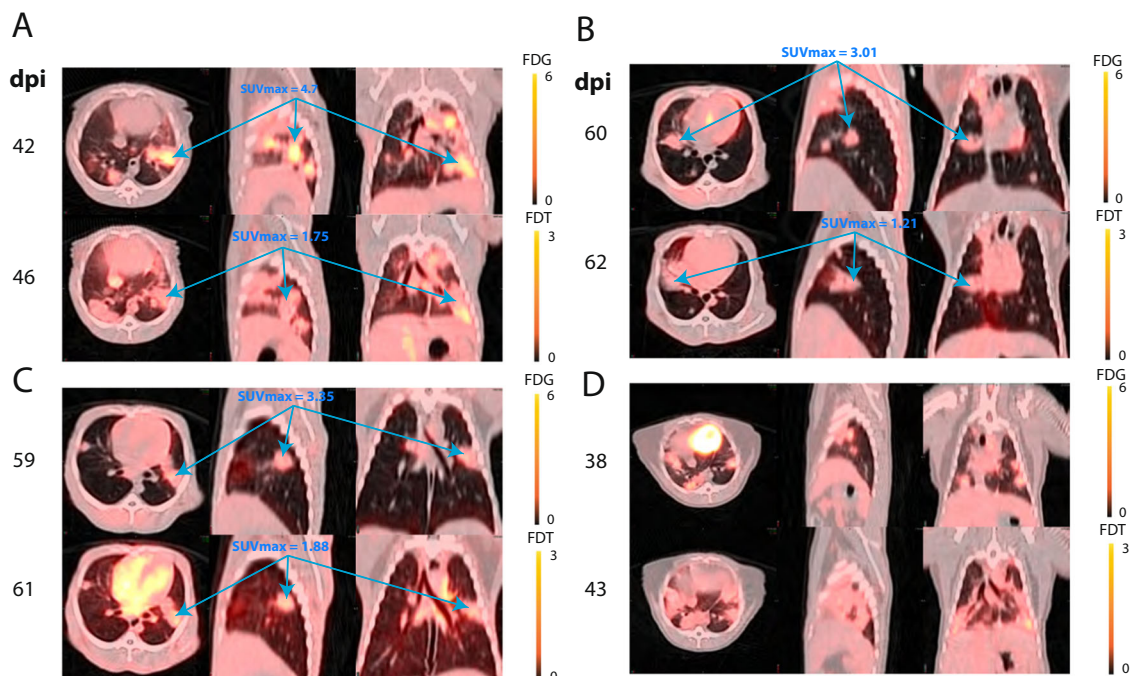 A
dpi
42
SUVmax = 4.7
FDG
6
0
46
SUVmax = 1.75
FDT
3
0
B
dpi
60
SUVmax = 3.01
FDG
6
0
62
SUVmax = 1.21
FDT
3
0
C
59
SUVmax = 3.35
FDG
6
0
61
SUVmax = 1.88
FDT
3
0
D
38
FDG
6
0
43
FDT
3
0